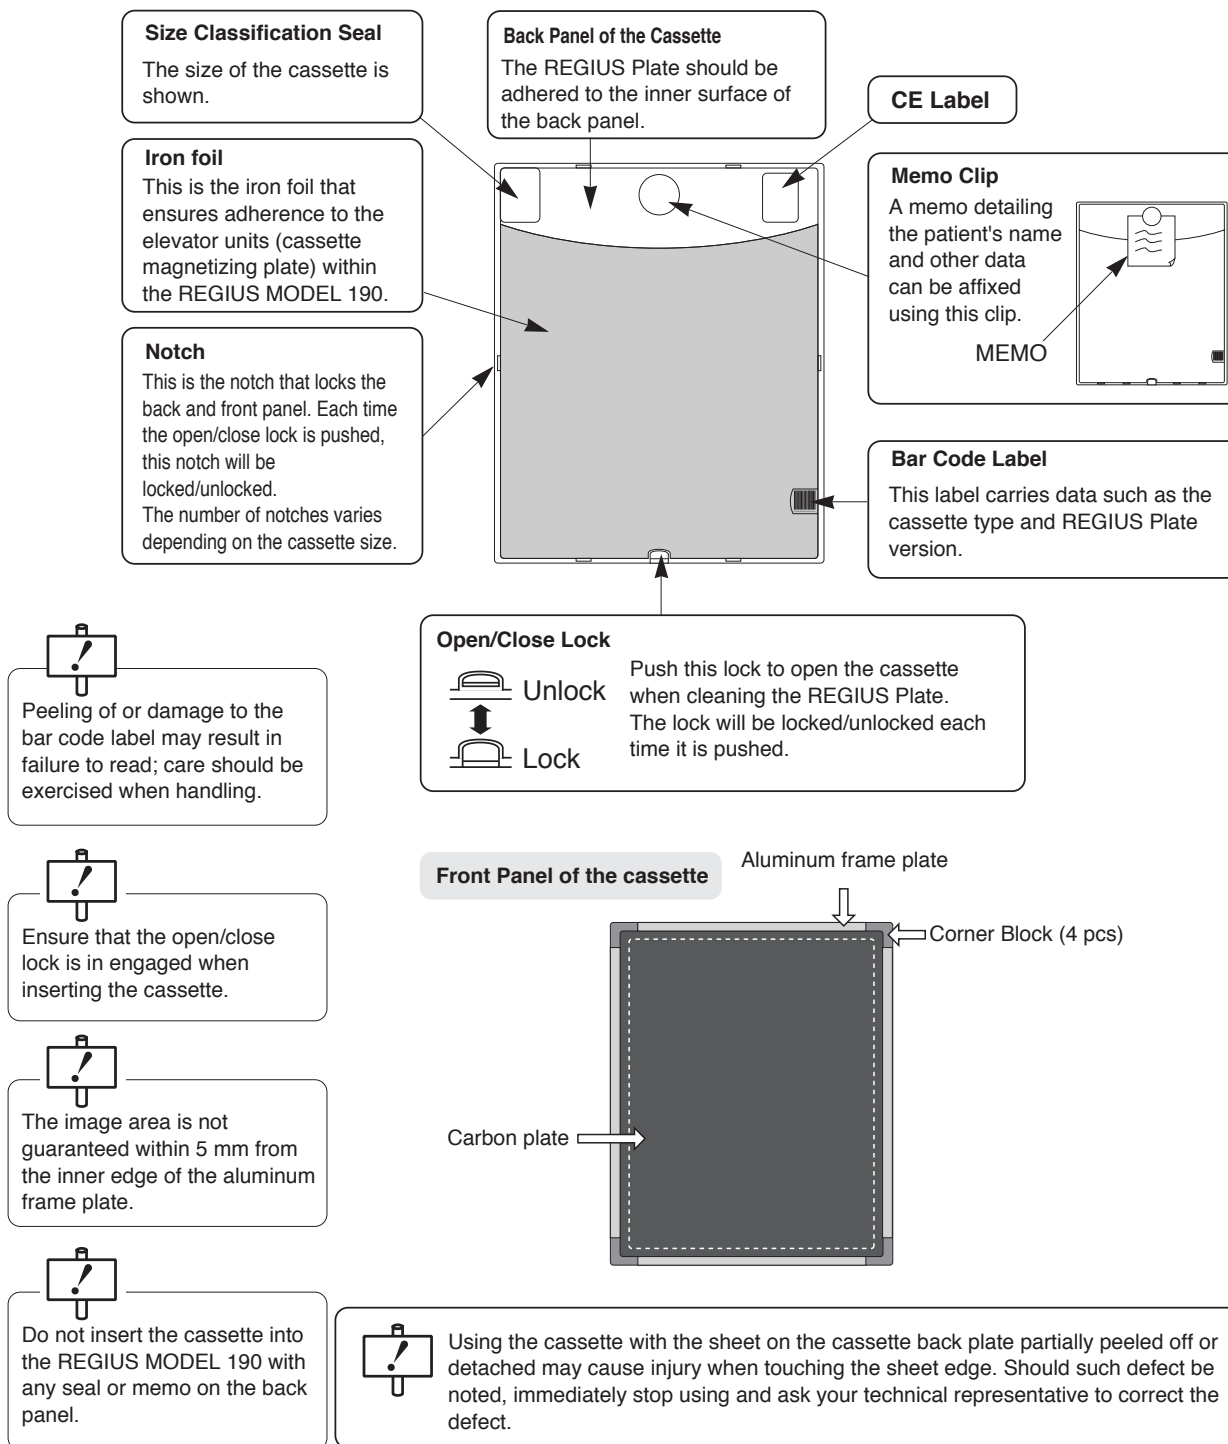 Size Classification Seal
The size of the cassette is
shown.
Back Panel of the Cassette
The REGIUS Plate should be
adhered to the inner surface of
the back panel.
CE Label
Iron foil
This is the iron foil that
ensures adherence to the
elevator units (cassette
magnetizing plate) within
the REGIUS MODEL 190.
Memo Clip
A memo detailing
the patient's name
and other data
can be affixed
using this clip.
MEMO
Notch
This is the notch that locks the
back and front panel. Each time
the open/close lock is pushed,
this notch will be
locked/unlocked.
The number of notches varies
depending on the cassette size.
Bar Code Label
This label carries data such as the
cassette type and REGIUS Plate
version.
Open/Close Lock
Unlock
Lock
Push this lock to open the cassette
when cleaning the REGIUS Plate.
The lock will be locked/unlocked each
time it is pushed.
Peeling of or damage to the
bar code label may result in
failure to read; care should be
exercised when handling.
Ensure that the open/close
lock is in engaged when
inserting the cassette.
The image area is not
guaranteed within 5 mm from
the inner edge of the aluminum
frame plate.
Do not insert the cassette into
the REGIUS MODEL 190 with
any seal or memo on the back
panel.
Front Panel of the cassette
Aluminum frame plate
Corner Block (4 pcs)
Carbon plate
Using the cassette with the sheet on the cassette back plate partially peeled off or
detached may cause injury when touching the sheet edge. Should such defect be
noted, immediately stop using and ask your technical representative to correct the
defect.